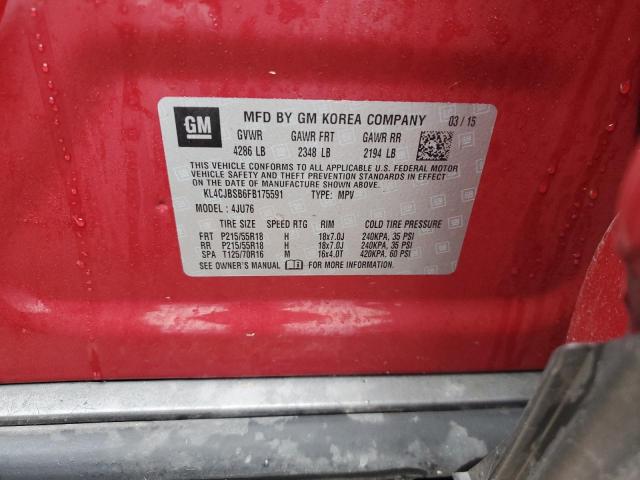 GM
MFD BY GM KOREA COMPANY 03 / 15
GVWR GAWR FRT GAWR RR
4286 LB 2348 LB 2194 LB
THIS VEHICLE CONFORMS TO ALL APPLICABLE U.S. FEDERAL MOTOR
VEHICLE SAFETY AND THEFT PREVENTION STANDARDS IN EFFECT ON
THE DATE OF MANUFACTURE SHOWN ABOVE.
KL4CJBSB6FB175591 TYPE: MPV
MODEL : 4JU76
TIRE SIZE SPEED RTG RIM COLD TIRE PRESSURE
FRT P215/55R18 H 18x7.0J 240KPA, 35 PSI
RR P215/55R18 H 18x7.0J 240KPA, 35 PSI
SPA T125/70R16 M 16x4.0T 420KPA, 60 PSI
SEE OWNER'S MANUAL FOR MORE INFORMATION.